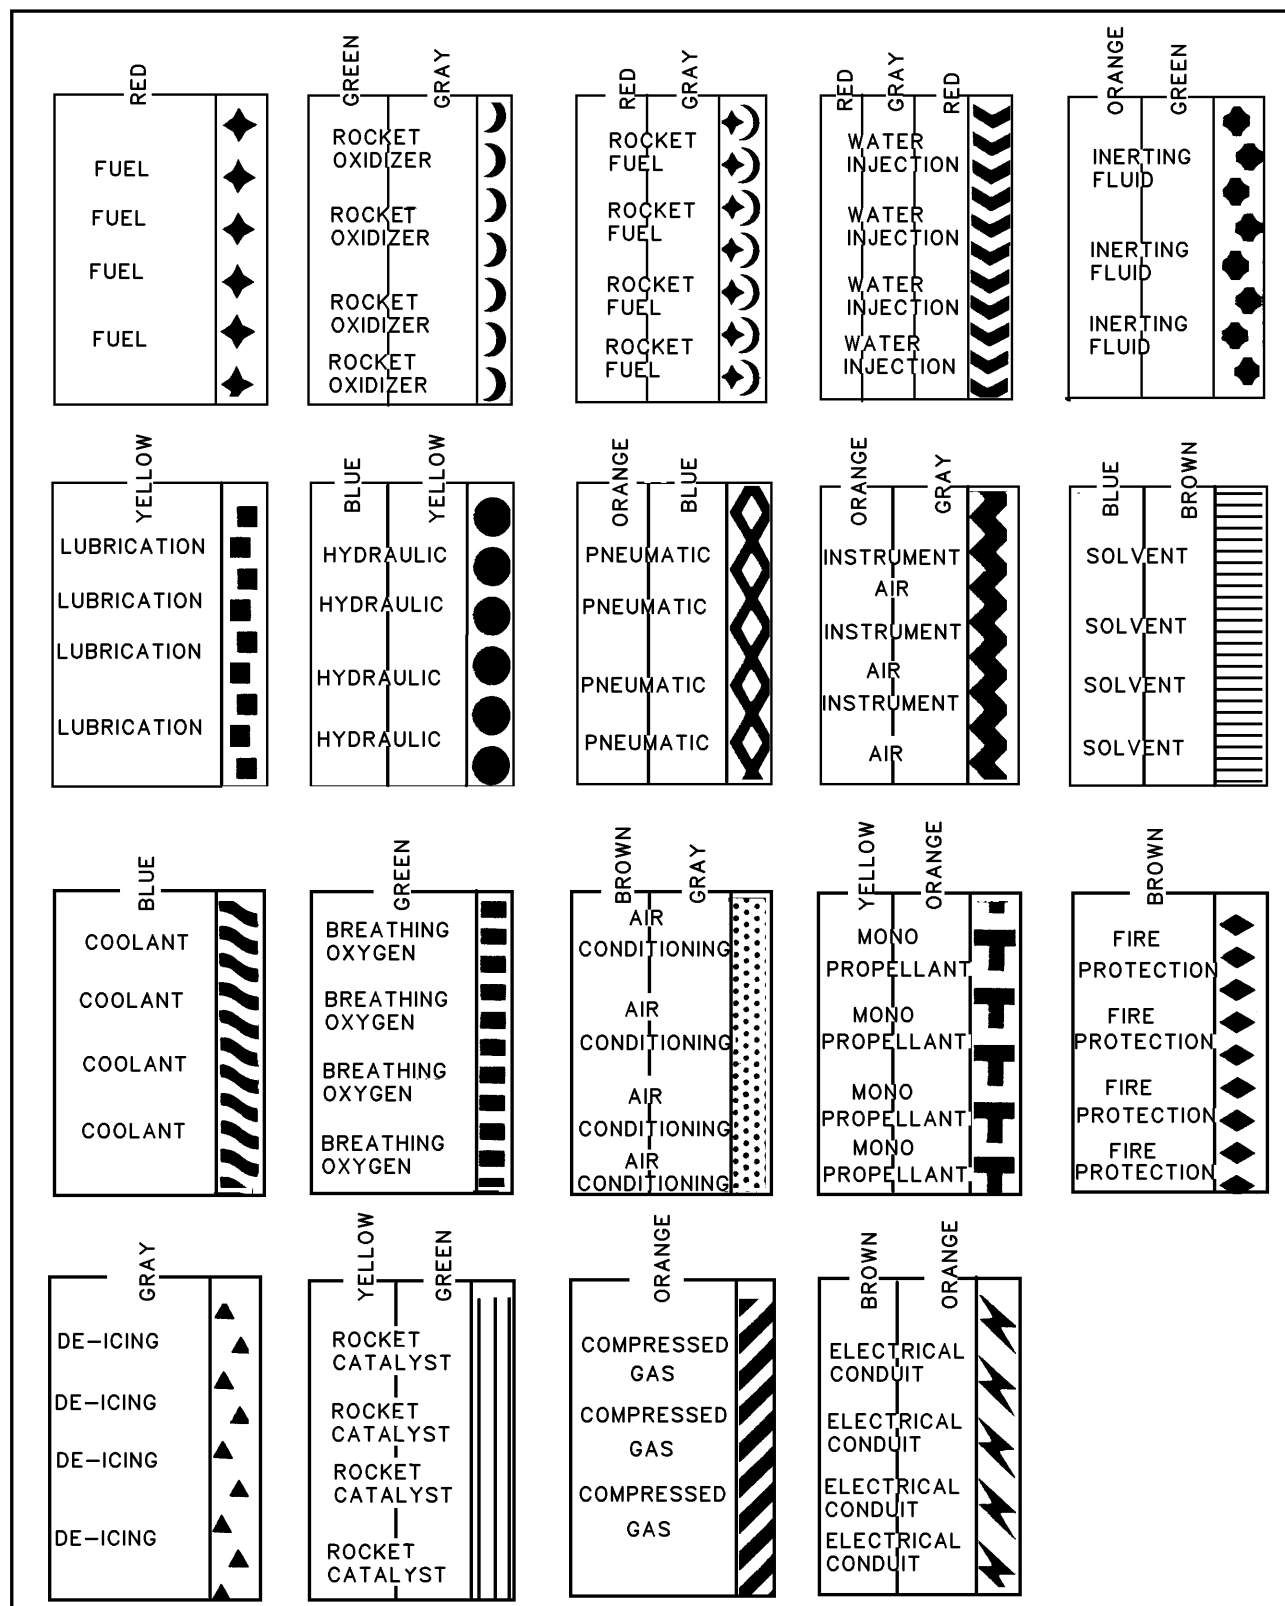 RED
FUEL
FUEL
FUEL
FUEL
GREEN GRAY
ROCKET
OXIDIZER
ROCKET
OXIDIZER
ROCKET
OXIDIZER
ROCKET
OXIDIZER
RED GRAY
ROCKET
FUEL
ROCKET
FUEL
ROCKET
FUEL
ROCKET
FUEL
RED GRAY RED
WATER
INJECTION
WATER
INJECTION
WATER
INJECTION
WATER
INJECTION
ORANGE GREEN
INERTING
FLUID
INERTING
FLUID
INERTING
FLUID
YELLOW
LUBRICATION
LUBRICATION
LUBRICATION
LUBRICATION
BLUE YELLOW
HYDRAULIC
HYDRAULIC
HYDRAULIC
HYDRAULIC
ORANGE BLUE
PNEUMATIC
PNEUMATIC
PNEUMATIC
PNEUMATIC
ORANGE GRAY
INSTRUMENT
AIR
INSTRUMENT
AIR
INSTRUMENT
AIR
BLUE BROWN
SOLVENT
SOLVENT
SOLVENT
SOLVENT
BLUE
COOLANT
COOLANT
COOLANT
COOLANT
GREEN
BREATHING
OXYGEN
BREATHING
OXYGEN
BREATHING
OXYGEN
BREATHING
OXYGEN
BROWN GRAY
AIR
CONDITIONING
AIR
CONDITIONING
AIR
CONDITIONING
AIR
CONDITIONING
YELLOW ORANGE
MONO
PROPELLANT
MONO
PROPELLANT
MONO
PROPELLANT
MONO
PROPELLANT
BROWN
FIRE
PROTECTION
FIRE
PROTECTION
FIRE
PROTECTION
FIRE
PROTECTION
GRAY
DE-ICING
DE-ICING
DE-ICING
DE-ICING
YELLOW GREEN
ROCKET
CATALYST
ROCKET
CATALYST
ROCKET
CATALYST
ROCKET
CATALYST
ORANGE
COMPRESSED
GAS
COMPRESSED
GAS
COMPRESSED
GAS
BROWN ORANGE
ELECTRICAL
CONDUIT
ELECTRICAL
CONDUIT
ELECTRICAL
CONDUIT
ELECTRICAL
CONDUIT